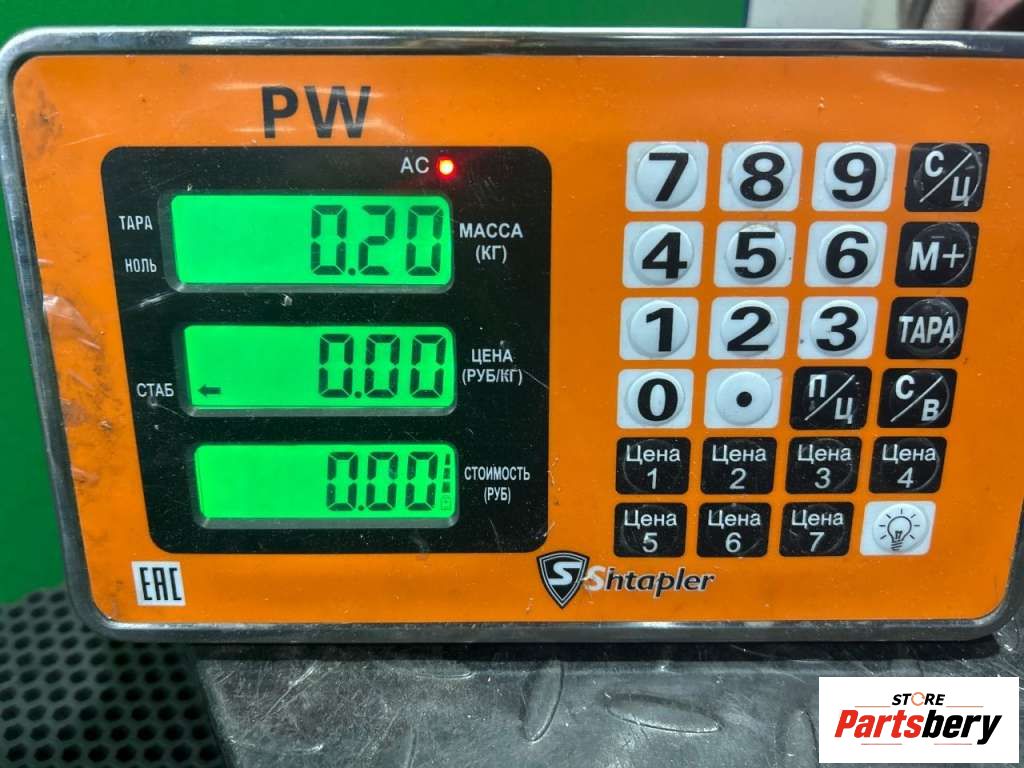 PW
AC
ТАРА
НОЛЬ
0.20
МАССА
(КГ)
СТАБ
0.00
ЦЕНА
(РУБ/КГ)
0.00
СТОИМОСТЬ
(РУБ)
7 8 9 С/Ц
4 5 6 М+
1 2 3 ТАРА
0 . П/Ц С/В
Цена 1 Цена 2 Цена 3 Цена 4
Цена 5 Цена 6 Цена 7
EAC
S-Shtapler
STORE
Partsbery